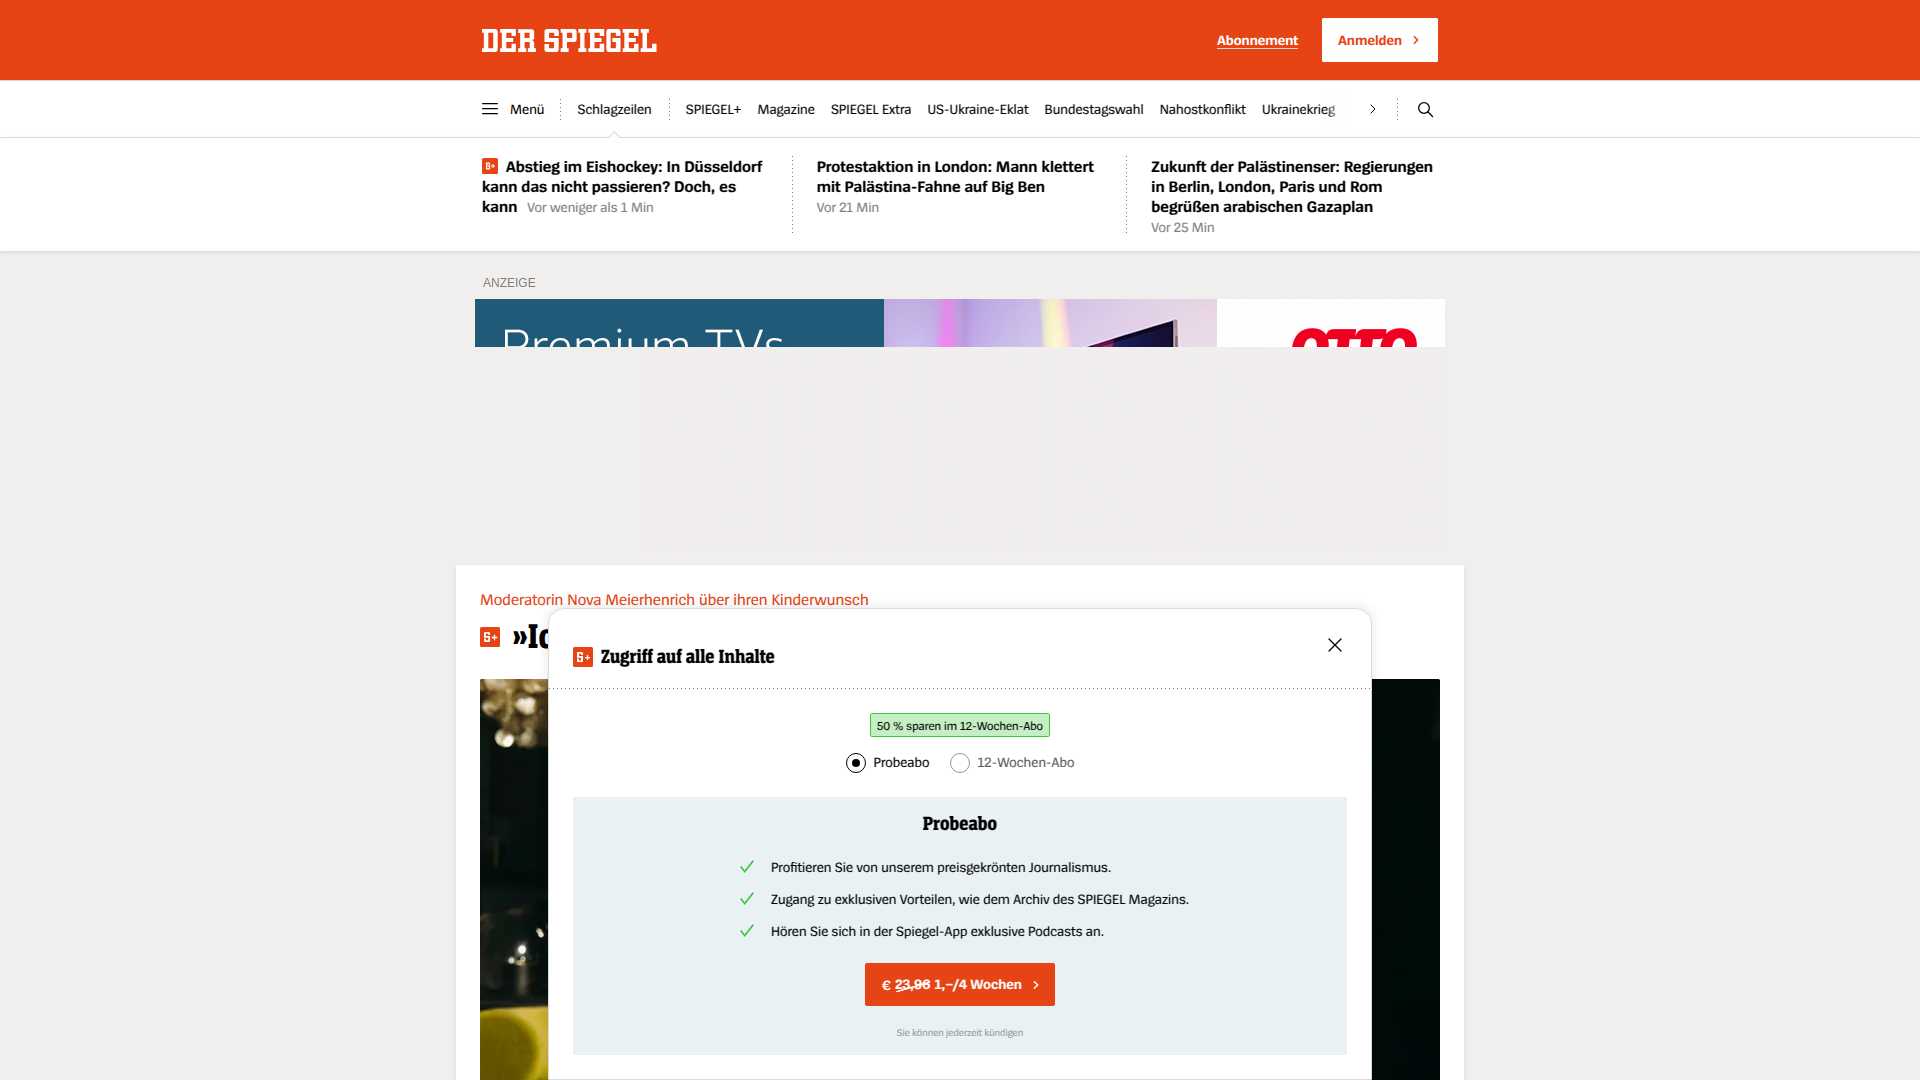 DER SPIEGEL
Abonnement
Anmelden
Menü
Schlagzeilen
SPIEGEL+
Magazine
SPIEGEL Extra
US-Ukraine-Eklat
Bundestagswahl
Nahostkonflikt
Ukrainekrieg
Abstieg im Eishockey: In Düsseldorf
kann das nicht passieren? Doch, es
kann Vor weniger als 1 Min
Protestaktion in London: Mann klettert
mit Palästina-Fahne auf Big Ben
Vor 21 Min
Zukunft der Palästinenser: Regierungen
in Berlin, London, Paris und Rom
begrüßen arabischen Gazaplan
Vor 25 Min
ANZEIGE
Premium TVs
OTTO
Moderatorin Nova Meierhenrich über ihren Kinderwunsch
S+ Zugriff auf alle Inhalte
50 % sparen im 12-Wochen-Abo
Probeabo
12-Wochen-Abo
Probeabo
Profitieren Sie von unserem preisgekrönten Journalismus.
Zugang zu exklusiven Vorteilen, wie dem Archiv des SPIEGEL Magazins.
Hören Sie sich in der Spiegel-App exklusive Podcasts an.
€ 23,96 1,–/4 Wochen
Sie können jederzeit kündigen